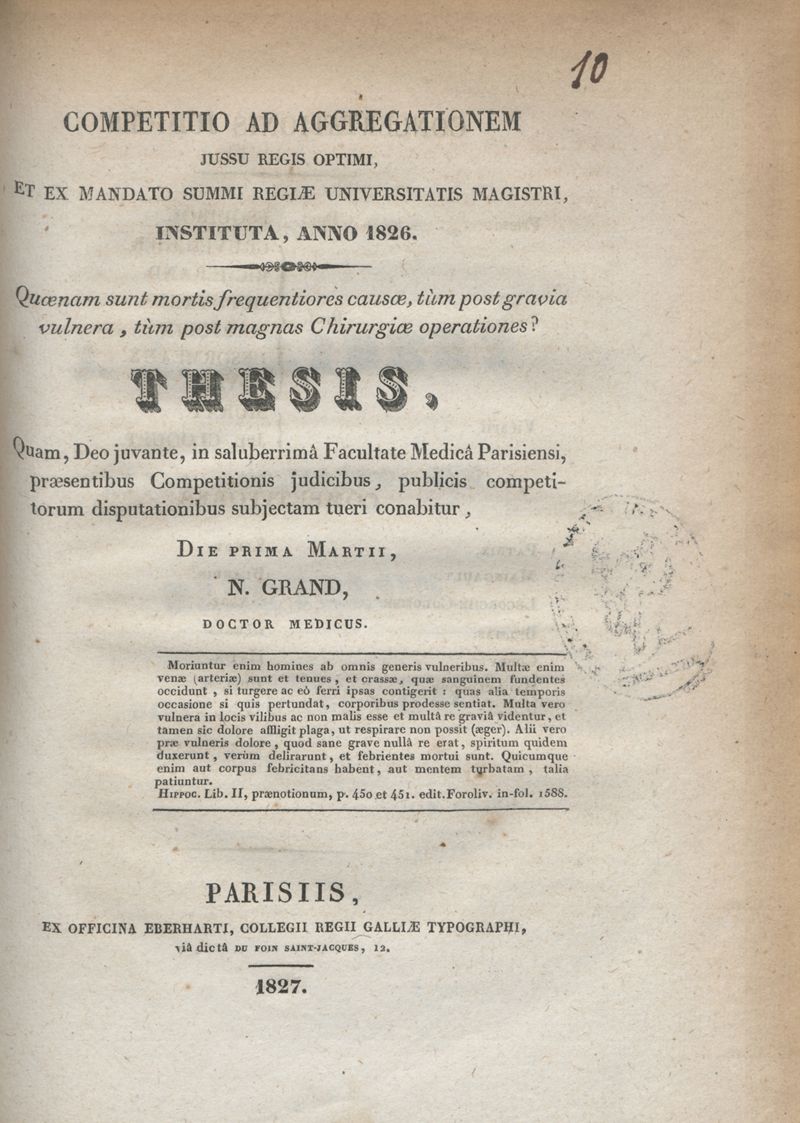 10
COMPETITIO AD AGGREGATIONEM
JUSSU REGIS OPTIMI,
ET EX MANDATO SUMMI REGIÆ UNIVERSITATIS MAGISTRI,
INSTITUTA, ANNO 1826.
Quænam sunt mortis frequentiores causæ, tùm post gravia
vulnera, tùm post magnas Chirurgiæ operationes?
THESIS,
Quam, Deo juvante, in saluberrimâ Facultate Medicâ Parisiensi,
præsentibus Competitionis judicibus, publicis competi-
torum disputationibus subjectam tueri conabitur,
DIE PRIMA MARTII,
N. GRAND,
DOCTOR MEDICUS.
Moriuntur enim homines ab omnis generis vulneribus. Multæ enim
venæ (arteriæ) sunt et tenues, et crassæ, quæ sanguinem fundentes
occidunt, si turgere ac eò ferri ipsas contigerit : quas alia temporis
occasione si quis pertundat, corporibus prodesse sentiat. Multa vero
vulnera in locis vilibus ac non malis esse et multâ re graviâ videntur, et
tamen sic dolore affligit plaga, ut respirare non possit (æger). Alii vero
præ vulneris dolore, quod sane grave nullâ re erat, spiritum quidem
duxerunt, verùm delirarunt, et febrientes mortui sunt. Quicumque
enim aut corpus febricitans habent, aut mentem turbatam, talia
patiuntur.
HIPPOC. Lib. II, prænotionum, p. 450 et 451. edit. Foroliv. in-fol. 1588.
PARISIIS,
EX OFFICINA EBERHARTI, COLLEGII REGII GALLIÆ TYPOGRAPHI,
viâ dictâ DU FOIN SAINT-JACQUES, 12.
1827.